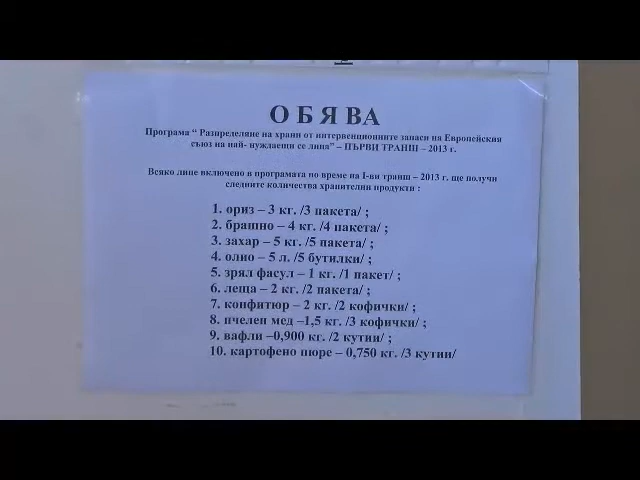 ОБЯВА
Програма “ Разпределяне на храни от интервенционните запаси на Европейския
съюз на най- нуждаещи се лица” – ПЪРВИ ТРАНШ – 2013 г.
Всяко лице включено в програмата по време на I-ви транш – 2013 г. ще получи
следните количества хранителни продукти :
1. ориз – 3 кг. /3 пакета/ ;
2. брашно – 4 кг. /4 пакета/ ;
3. захар – 5 кг. /5 пакета/ ;
4. олио – 5 л. /5 бутилки/ ;
5. зрял фасул – 1 кг. /1 пакет/ ;
6. леща – 2 кг. /2 пакета/ ;
7. конфитюр – 2 кг. /2 кофички/ ;
8. пчелен мед –1,5 кг. /3 кофички/ ;
9. вафли –0,900 кг. /2 кутии/ ;
10. картофено пюре – 0,750 кг. /3 кутии/